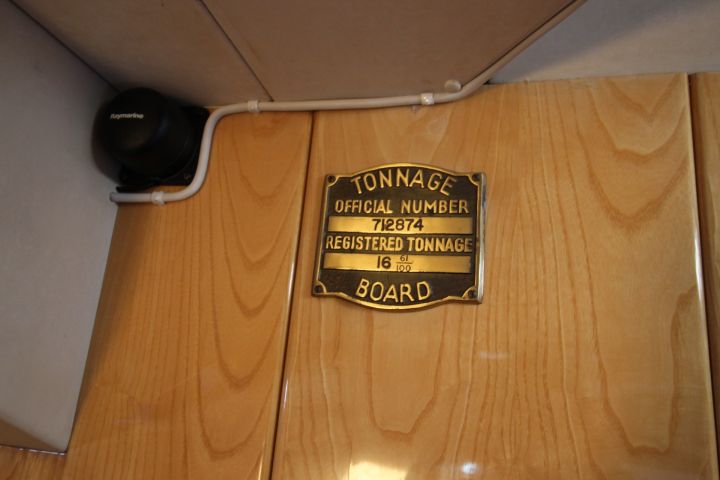 Raymarine
TONNAGE
OFFICIAL NUMBER
712874
REGISTERED TONNAGE
16 61/100
BOARD